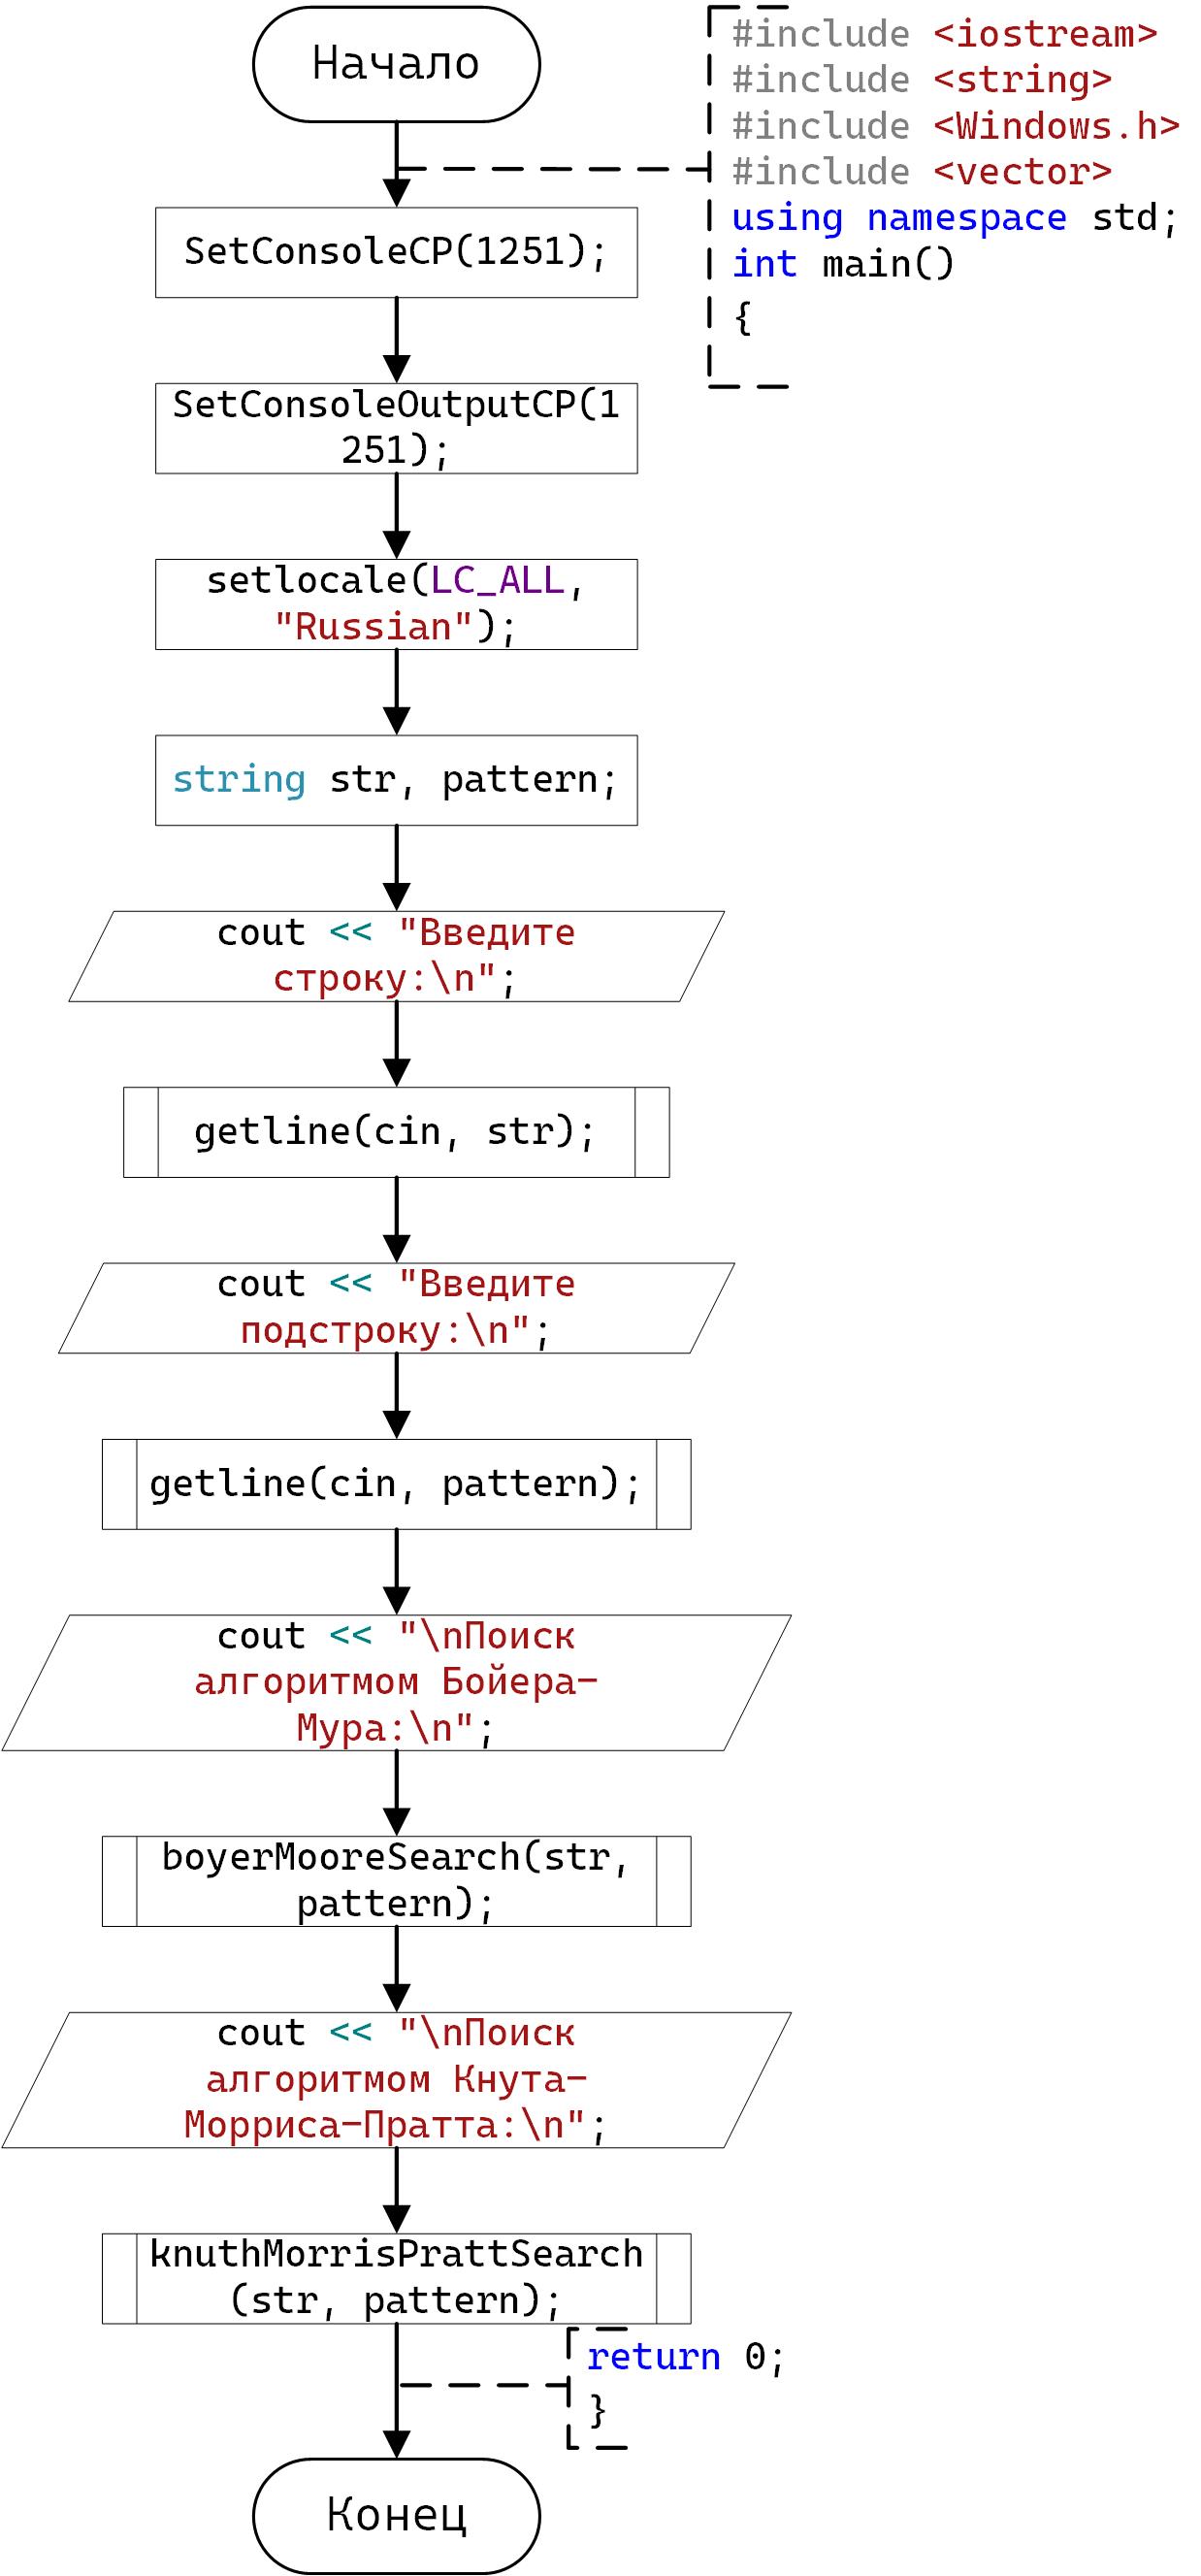 Начало
#include <iostream>
#include <string>
#include <Windows.h>
#include <vector>
using namespace std;
int main()
{
SetConsoleCP(1251);
SetConsoleOutputCP(1
251);
setlocale(LC_ALL,
"Russian");
string str, pattern;
cout << "Введите
строку:\n";
getline(cin, str);
cout << "Введите
подстроку:\n";
getline(cin, pattern);
cout << "\nПоиск
алгоритмом Бойера-
Мура:\n";
boyerMooreSearch(str,
pattern);
cout << "\nПоиск
алгоритмом Кнута-
Морриса-Пратта:\n";
knuthMorrisPrattSearch
(str, pattern);
return 0;
}
Конец